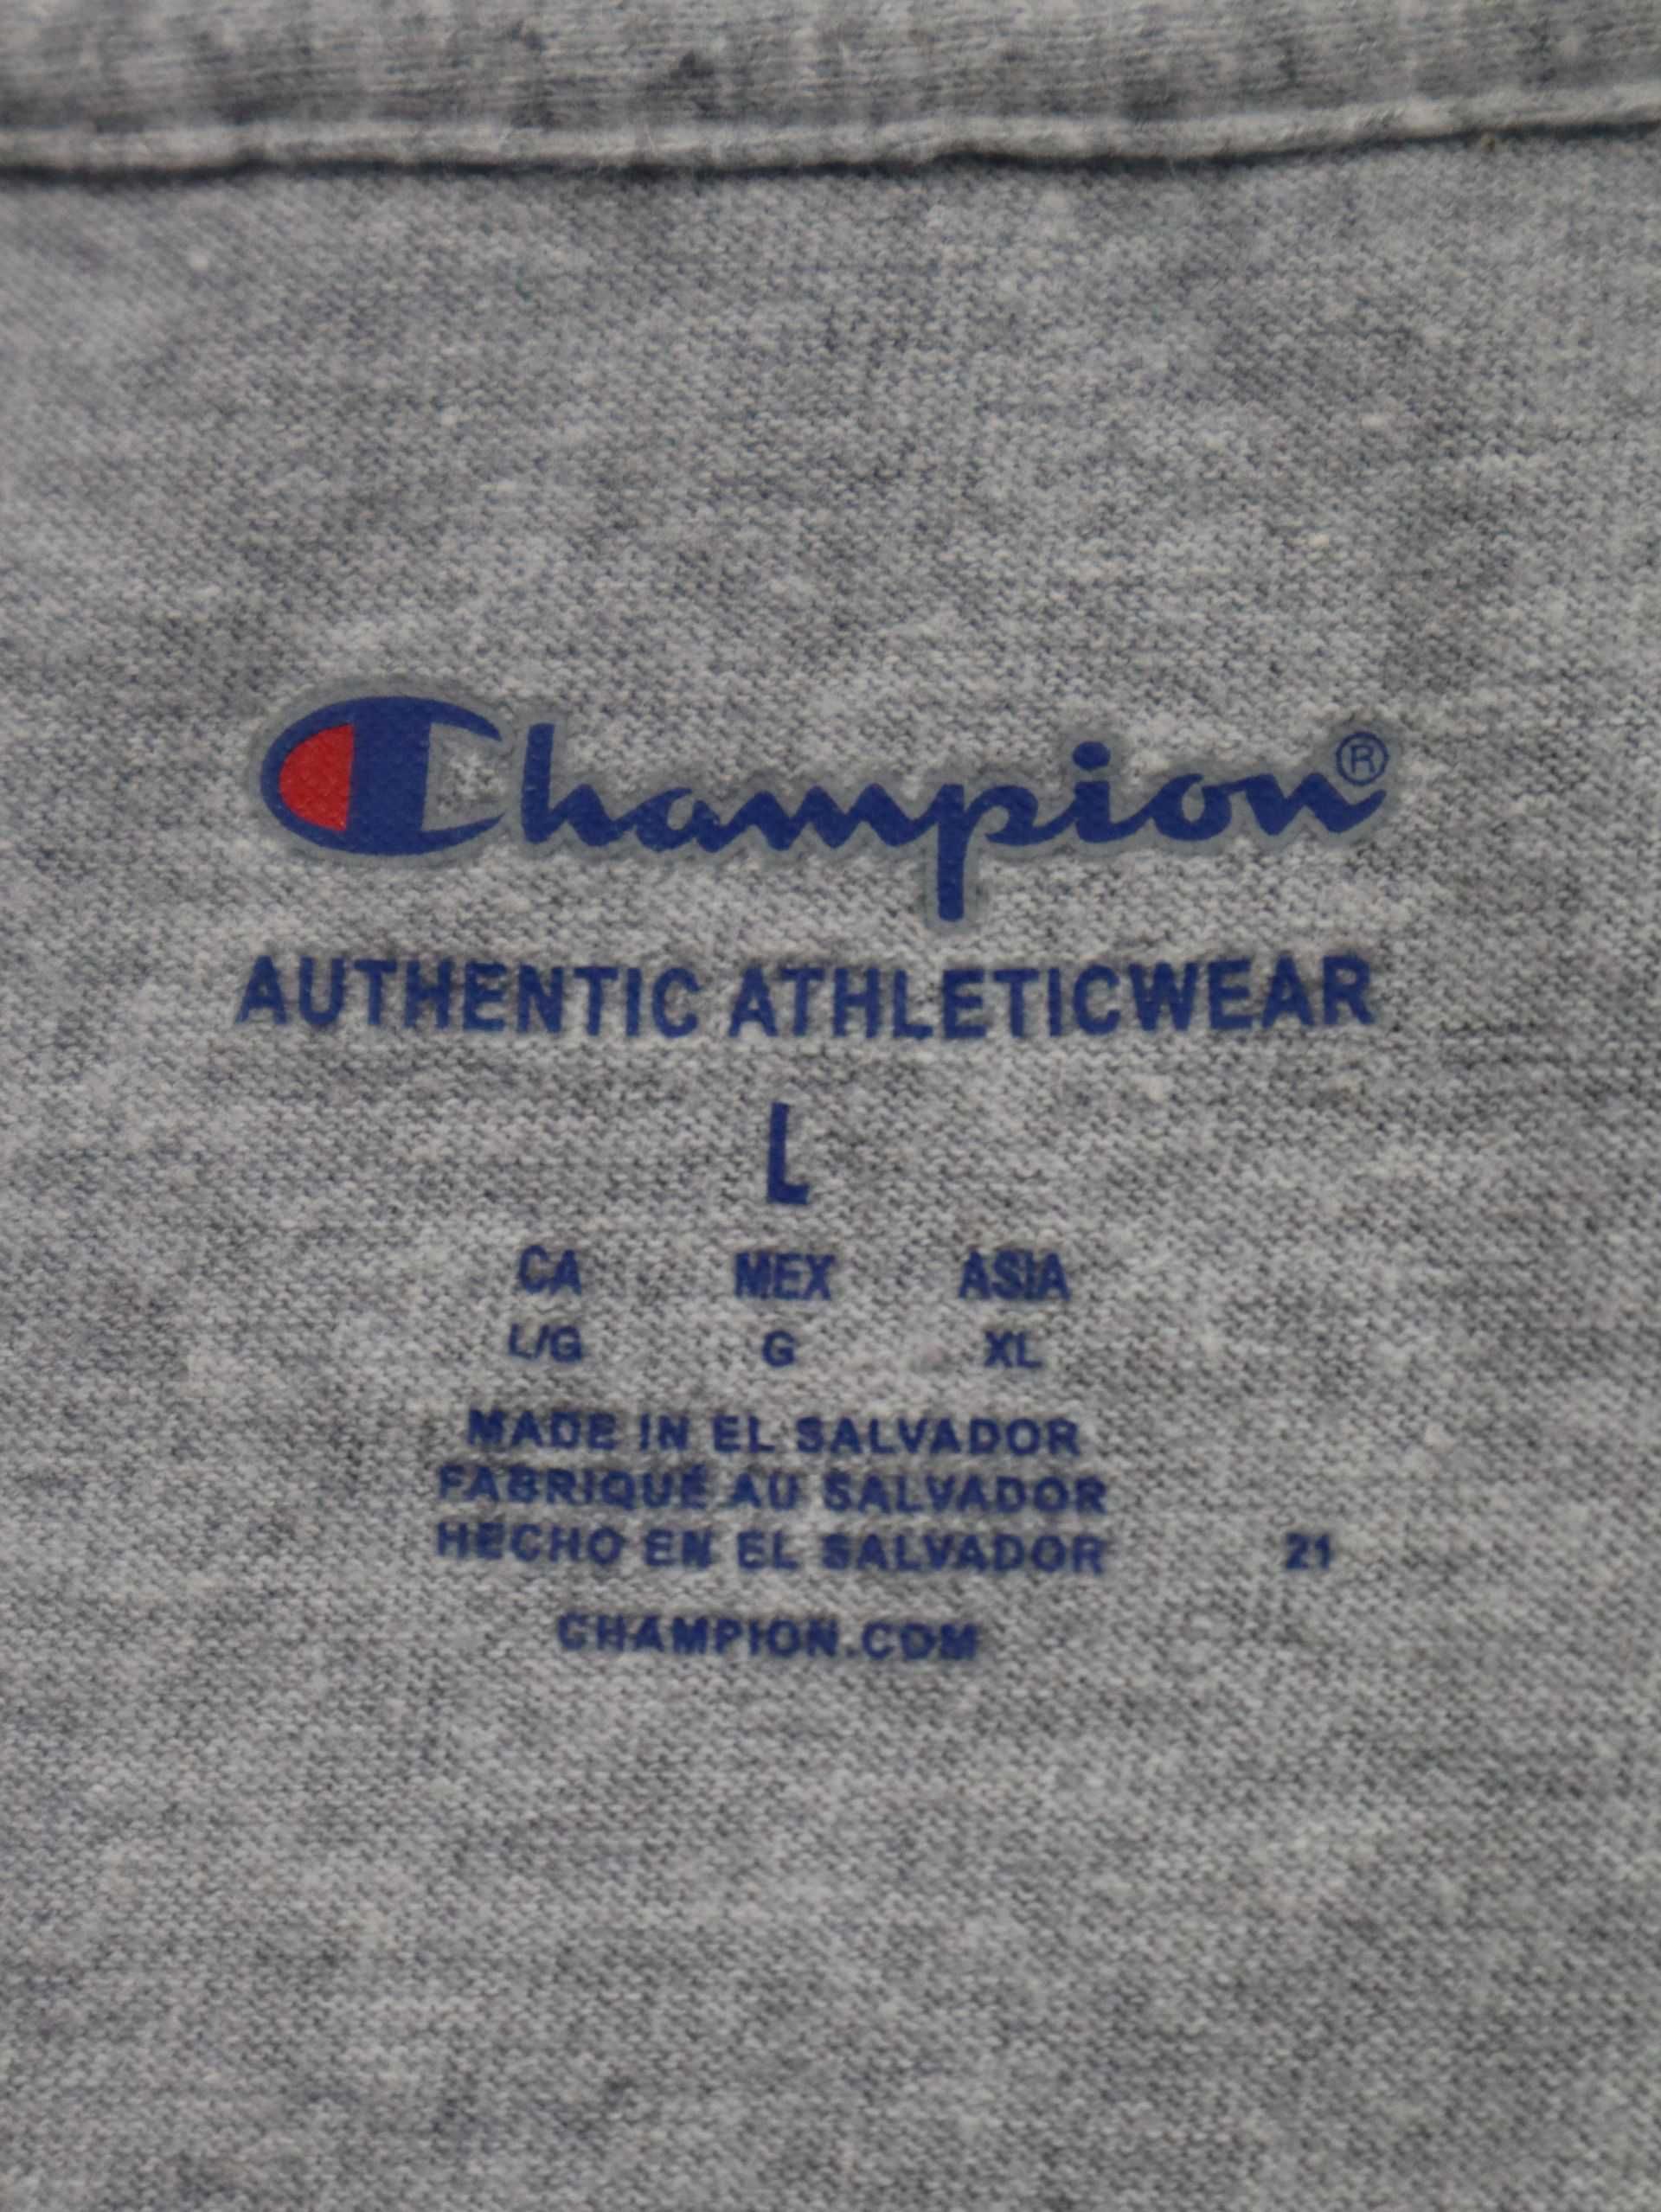 Champion®
AUTHENTIC ATHLETICWEAR
L
CA MEX ASIA
L/G G XL
MADE IN EL SALVADOR
FABRIQUÉ AU SALVADOR
HECHO EN EL SALVADOR 21
CHAMPION.COM